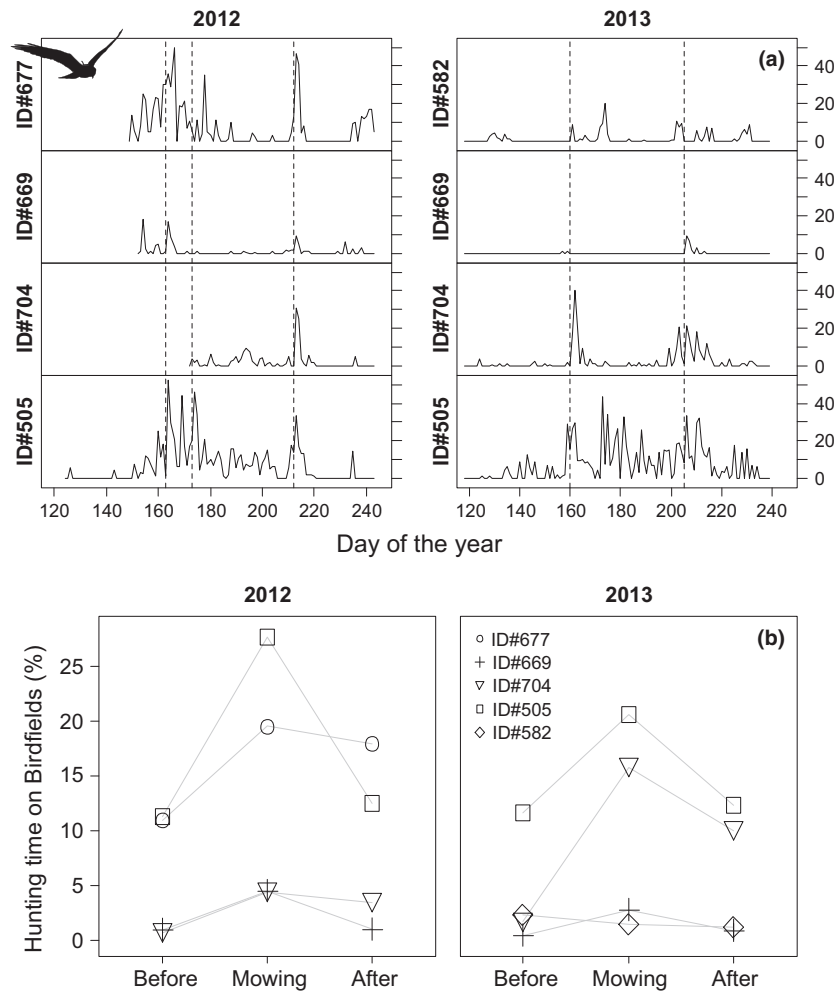 2012
2013
(a)
ID#677
ID#582
40
20
0
ID#669
ID#669
40
20
0
ID#704
ID#704
40
20
0
ID#505
ID#505
40
20
0
120 140 160 180 200 220 240
120 140 160 180 200 220 240
Day of the year
2012
2013
(b)
ID#677
ID#669
ID#704
ID#505
ID#582
Hunting time on Birdfields (%)
25
20
15
10
5
0
Before Mowing After
Before Mowing After